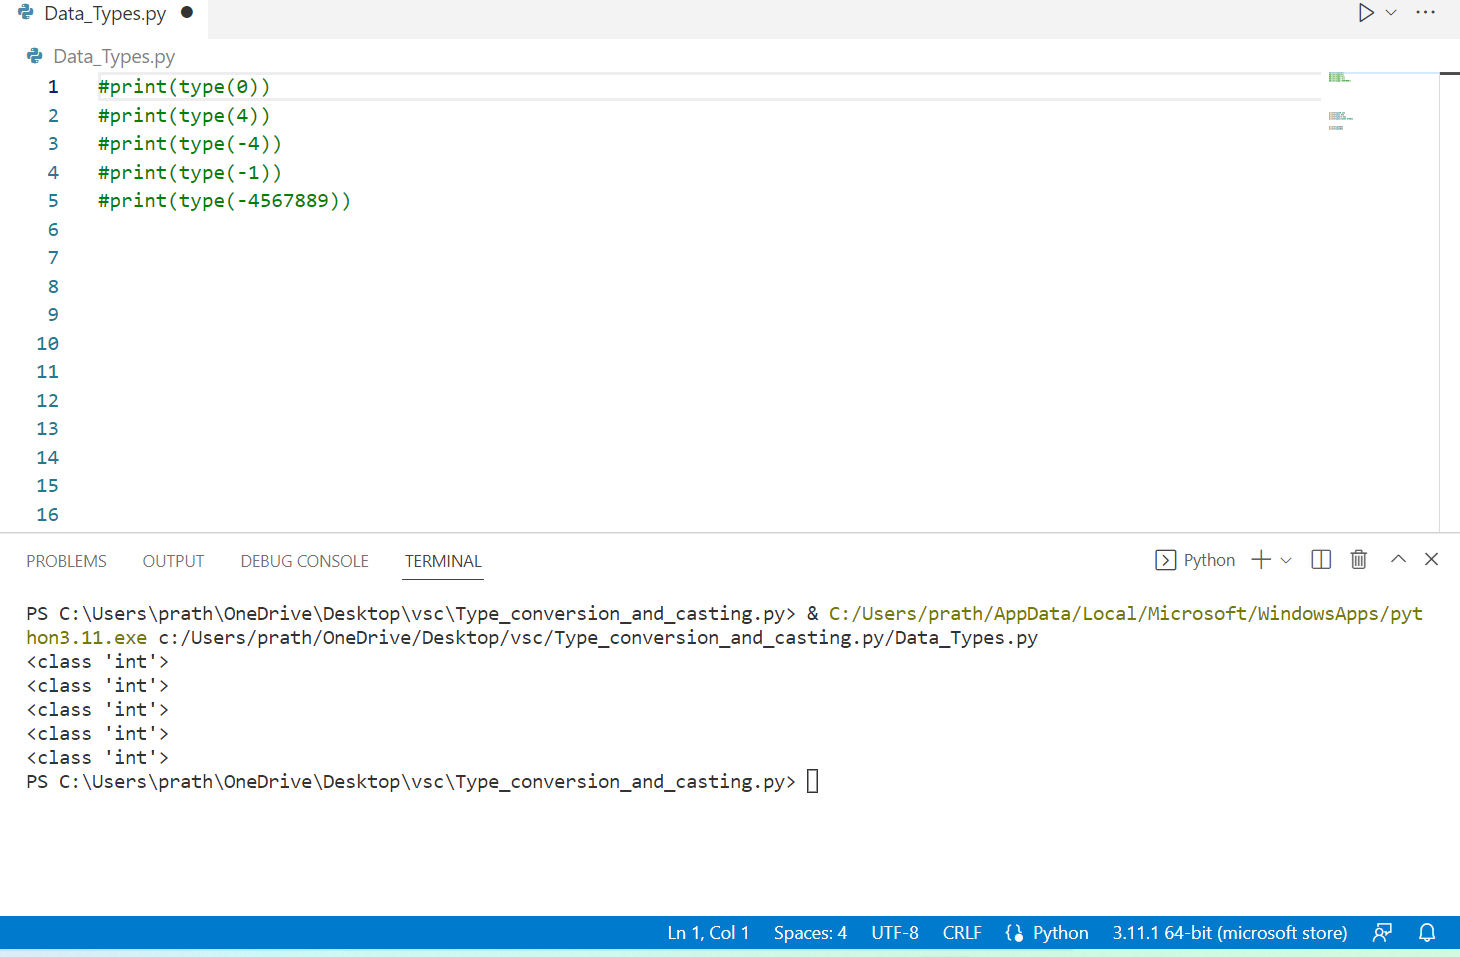 Data_Types.py
Data_Types.py
1 #print(type(0))
2 #print(type(4))
3 #print(type(-4))
4 #print(type(-1))
5 #print(type(-4567889))
6
7
8
9
10
11
12
13
14
15
16
PROBLEMS OUTPUT DEBUG CONSOLE TERMINAL Python
PS C:\Users\prath\OneDrive\Desktop\vsc\Type_conversion_and_casting.py> & C:/Users/prath/AppData/Local/Microsoft/WindowsApps/pyt
hon3.11.exe c:/Users/prath/OneDrive/Desktop/vsc/Type_conversion_and_casting.py/Data_Types.py
<class 'int'>
<class 'int'>
<class 'int'>
<class 'int'>
<class 'int'>
PS C:\Users\prath\OneDrive\Desktop\vsc\Type_conversion_and_casting.py>
Ln 1, Col 1 Spaces: 4 UTF-8 CRLF Python 3.11.1 64-bit (microsoft store)